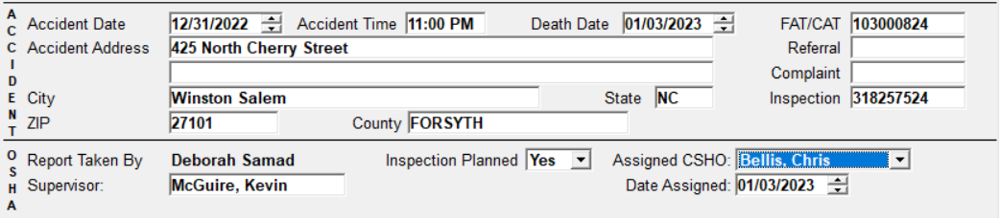 ACCIDENT
Accident Date 12/31/2022 Accident Time 11:00 PM Death Date 01/03/2023 FAT/CAT 103000824
Accident Address 425 North Cherry Street Referral
Complaint
City Winston Salem State NC Inspection 318257524
ZIP 27101 County FORSYTH
OSHA
Report Taken By Deborah Samad Inspection Planned Yes Assigned CSHO: Bellis, Chris
Supervisor: McGuire, Kevin Date Assigned: 01/03/2023